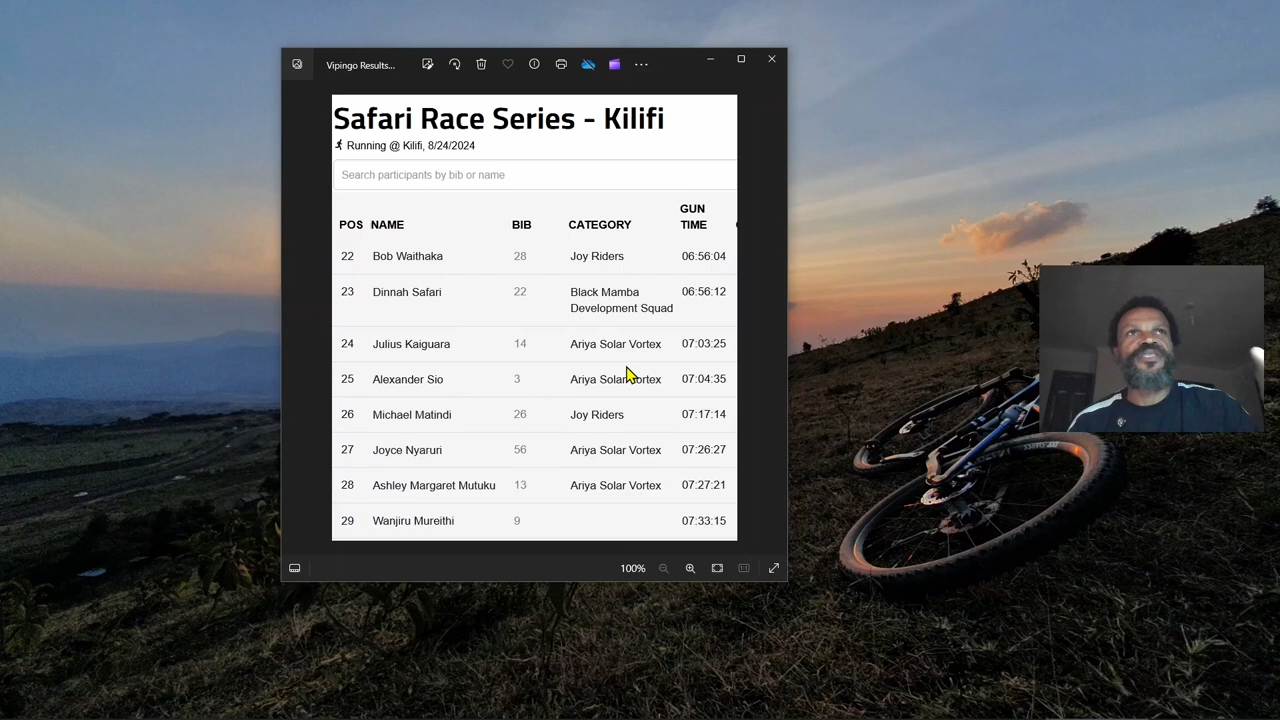 Vipingo Results...
Safari Race Series - Kilifi
Running @ Kilifi, 8/24/2024
Search participants by bib or name
POS NAME BIB CATEGORY GUN TIME
22 Bob Waithaka 28 Joy Riders 06:56:04
23 Dinnah Safari 22 Black Mamba Development Squad 06:56:12
24 Julius Kaiguara 14 Ariya Solar Vortex 07:03:25
25 Alexander Sio 3 Ariya Solar Vortex 07:04:35
26 Michael Matindi 26 Joy Riders 07:17:14
27 Joyce Nyaruri 56 Ariya Solar Vortex 07:26:27
28 Ashley Margaret Mutuku 13 Ariya Solar Vortex 07:27:21
29 Wanjiru Mureithi 9 07:33:15
100%